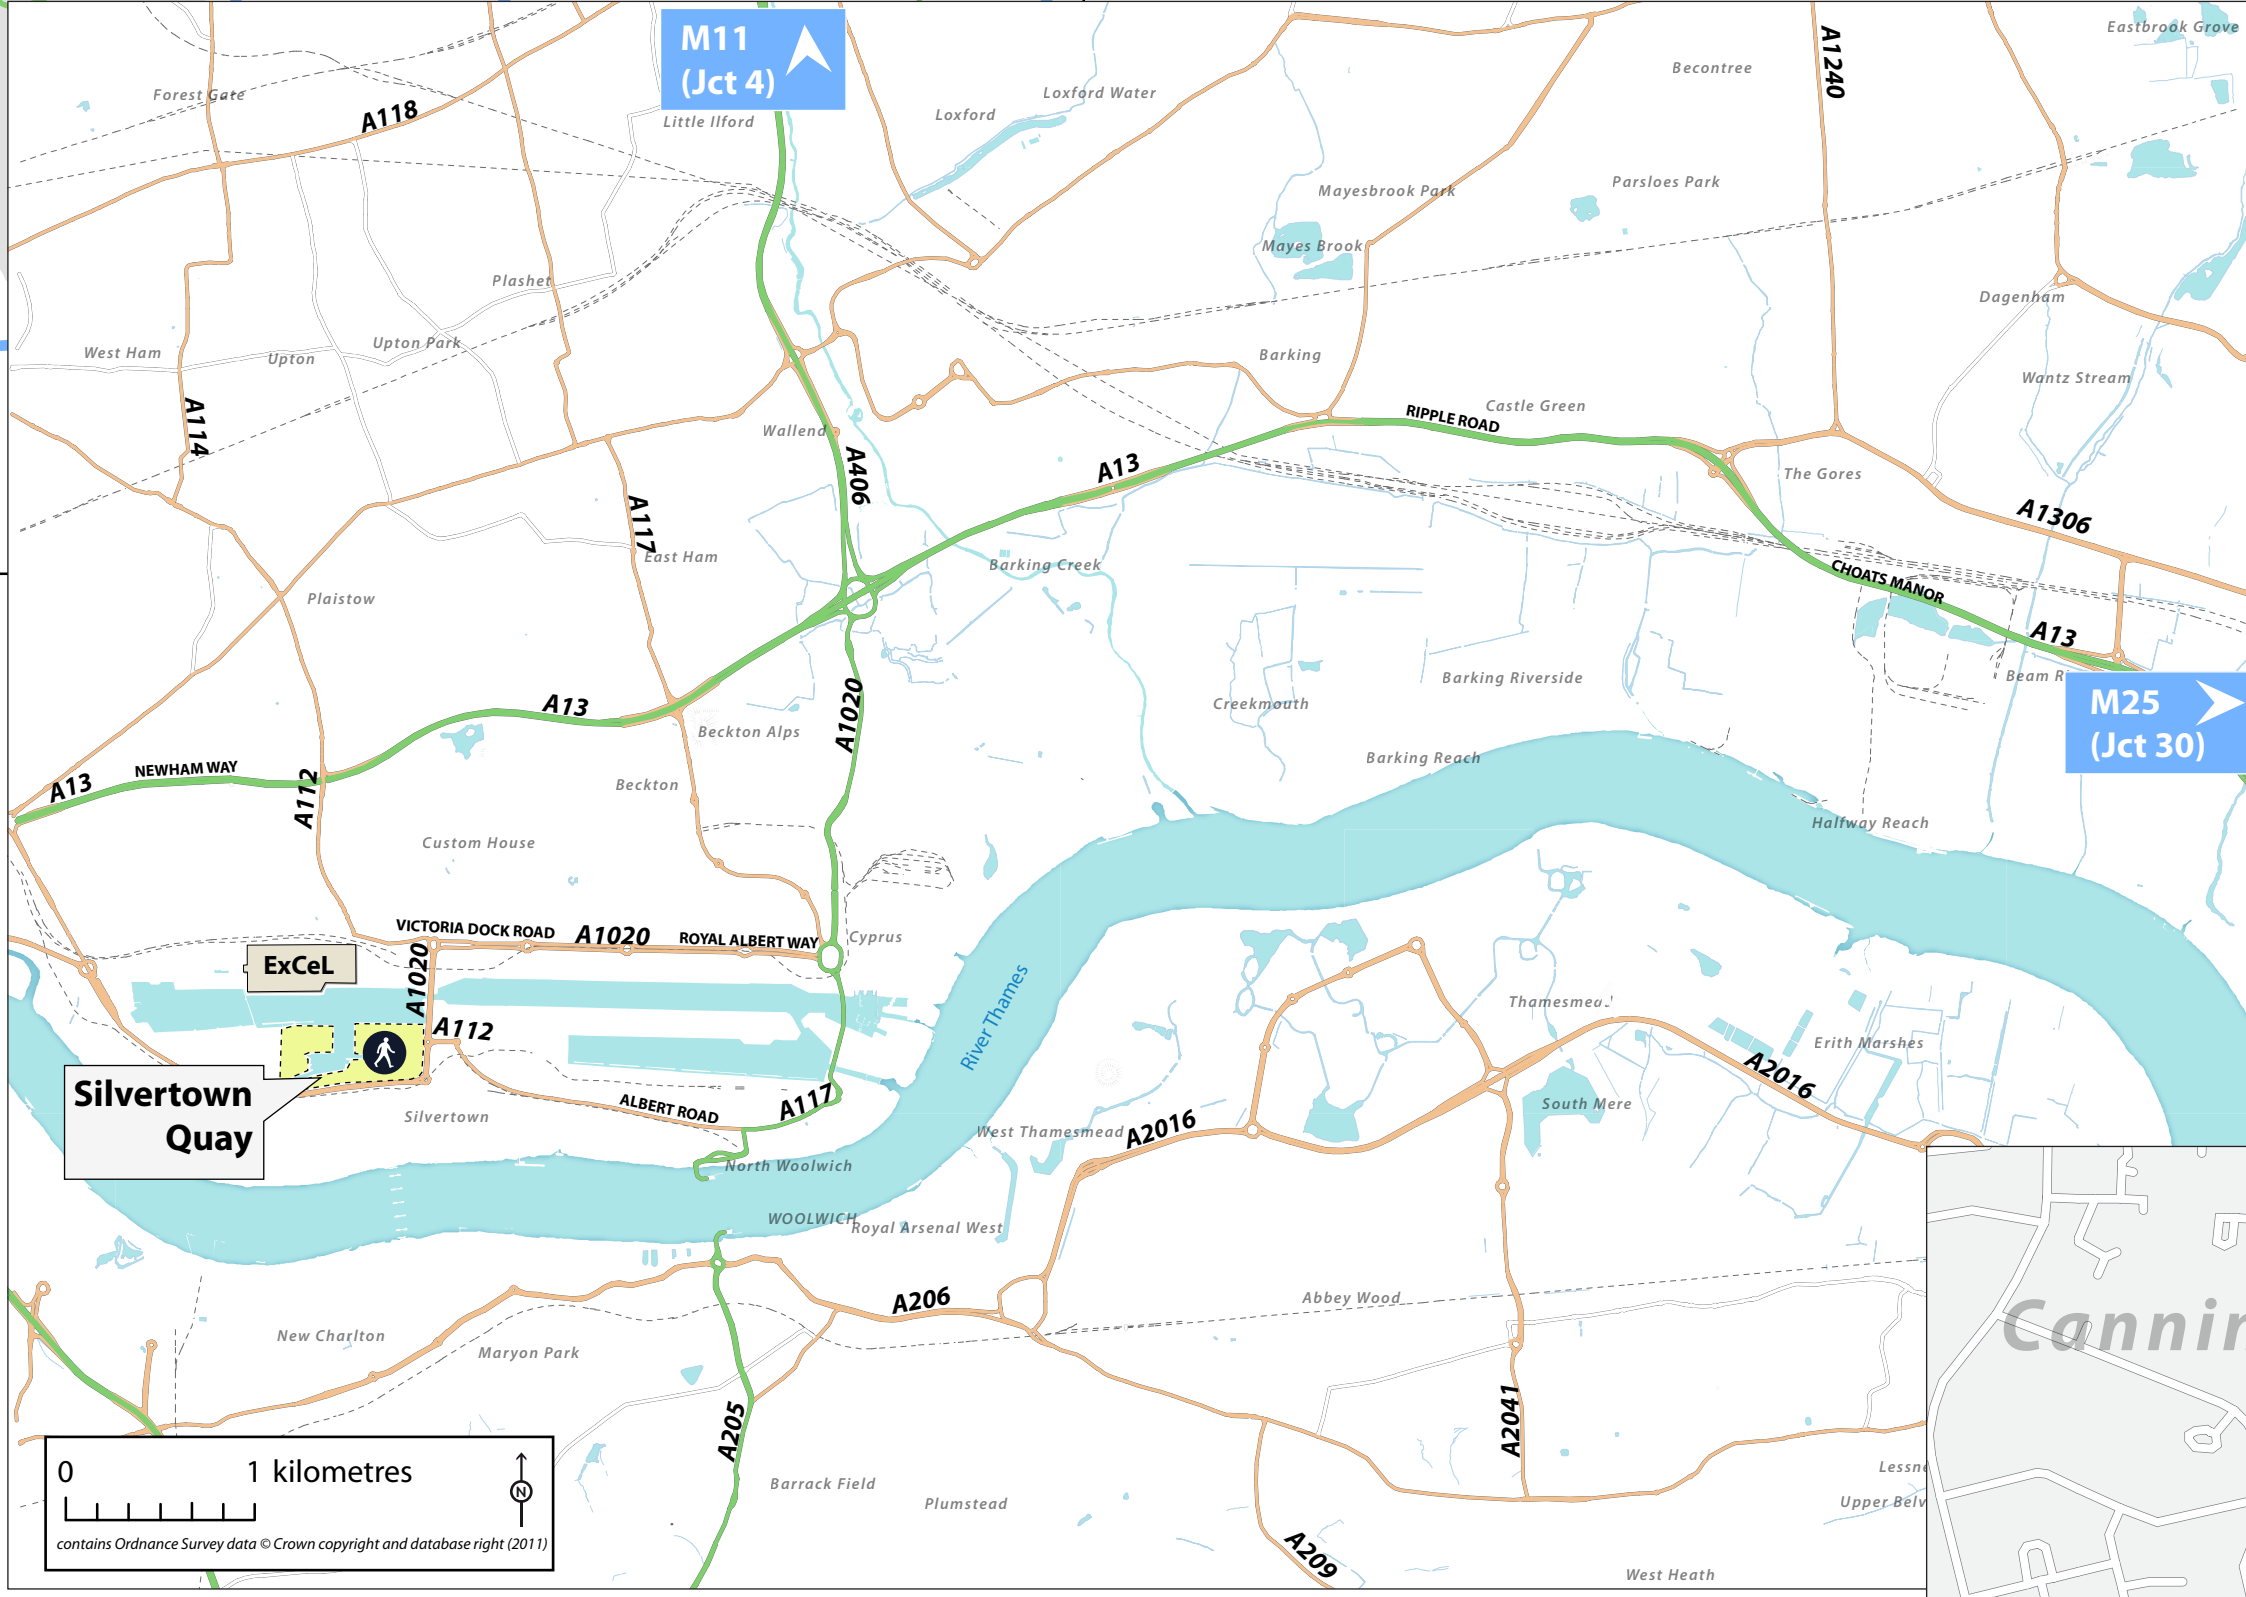 M11
(Jct 4)
A1240
Eastbrook Grove
Becontree
Forest Gate
A118
Little Ilford
Loxford
Loxford Water
Mayesbrook Park
Parsloes Park
Mayes Brook
Plashet
Dagenham
West Ham
Upton
Upton Park
Barking
Wantz Stream
A114
Wallend
RIPPLE ROAD
Castle Green
A406
A13
The Gores
A117
A1306
East Ham
Barking Creek
CHOATS MANOR
Plaistow
A13
Beam R
Barking Riverside
M25
(Jct 30)
A13
A1020
Creekmouth
Beckton Alps
Barking Reach
NEWHAM WAY
A13
A112
Beckton
Halfway Reach
Custom House
VICTORIA DOCK ROAD
A1020
ROYAL ALBERT WAY
Cyprus
ExCeL
A1020
River Thames
Thamesmea
A112
Erith Marshes
A2016
Silvertown
Quay
Silvertown
ALBERT ROAD
A117
South Mere
West Thamesmead
A2016
North Woolwich
WOOLWICH
Royal Arsenal West
A206
Abbey Wood
New Charlton
Maryon Park
Cannin
A205
A2041
0 1 kilometres
N
Barrack Field
Plumstead
Lessne
Upper Belv
contains Ordnance Survey data © Crown copyright and database right (2011)
A209
West Heath